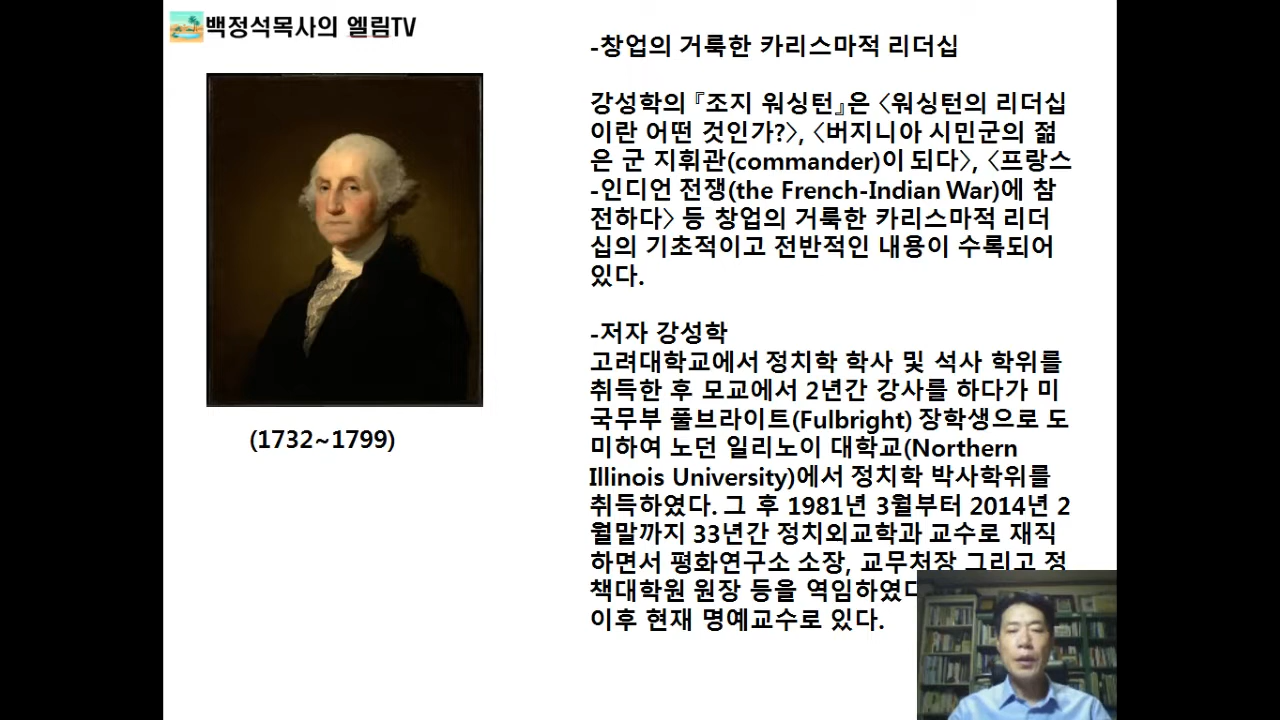 백정석목사의 엘림TV
(1732~1799)
-창업의 거룩한 카리스마적 리더십
강성학의 『조지 워싱턴』은 〈워싱턴의 리더십
이란 어떤 것인가?〉, 〈버지니아 시민군의 젊
은 군 지휘관(commander)이 되다〉, 〈프랑스
-인디언 전쟁(the French-Indian War)에 참
전하다〉 등 창업의 거룩한 카리스마적 리더
십의 기초적이고 전반적인 내용이 수록되어
있다.
-저자 강성학
고려대학교에서 정치학 학사 및 석사 학위를
취득한 후 모교에서 2년간 강사를 하다가 미
국무부 풀브라이트(Fulbright) 장학생으로 도
미하여 노던 일리노이 대학교(Northern
Illinois University)에서 정치학 박사학위를
취득하였다. 그 후 1981년 3월부터 2014년 2
월말까지 33년간 정치외교학과 교수로 재직
하면서 평화연구소 소장, 교무처장 그리고 정
책대학원 원장 등을 역임하였다
이후 현재 명예교수로 있다.